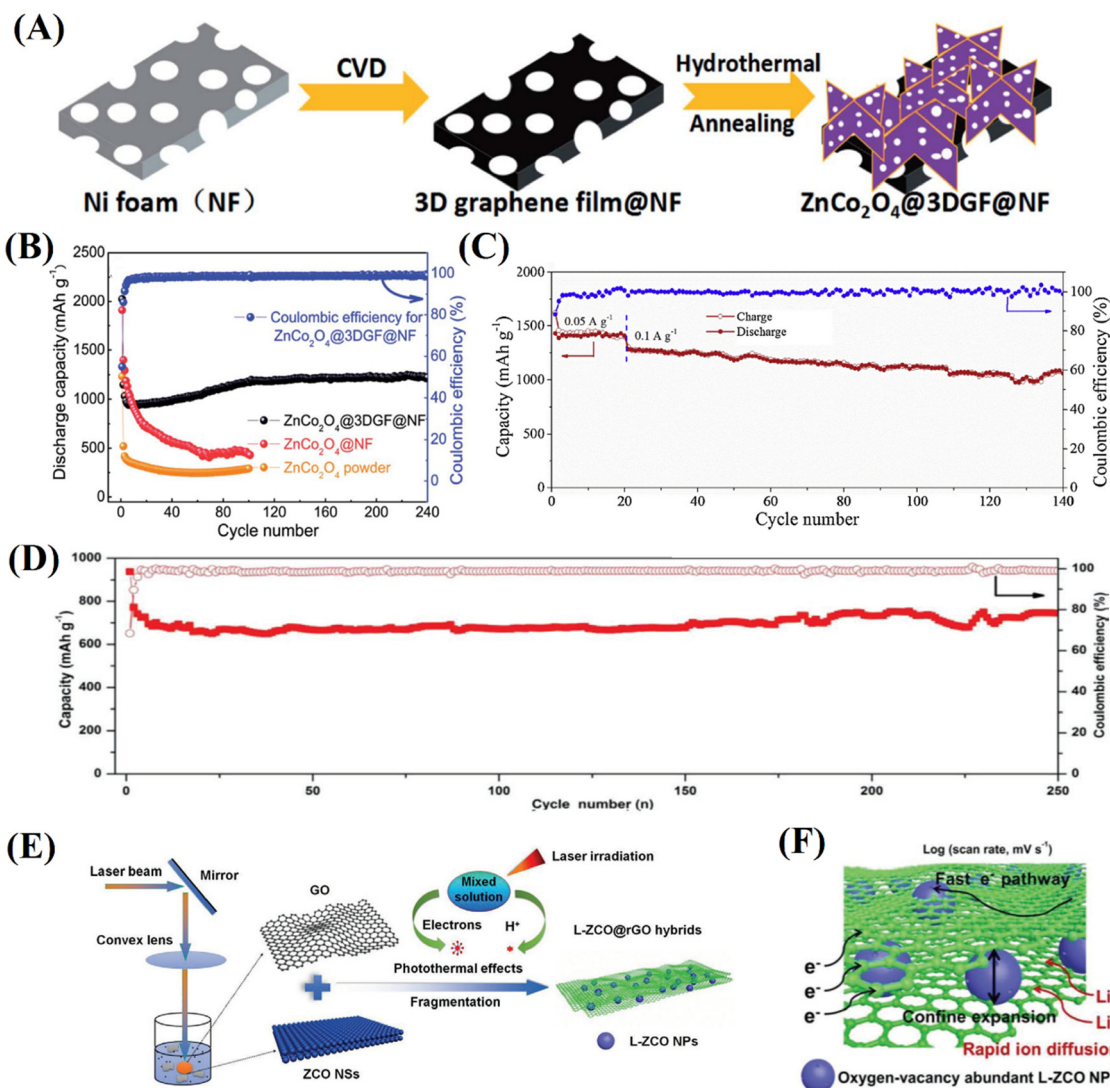 (A)
CVD
Hydrothermal
Annealing
Ni foam（NF）
3D graphene film@NF
ZnCo₂O₄@3DGF@NF
(B)
Discharge capacity(mAh g⁻¹)
2500
2000
1500
1000
500
0
0
40
80
120
160
200
240
Cycle number
100
80
60
40
20
0
Coulombic efficiency (%)
Coulombic efficiency for
ZnCo₂O₄@3DGF@NF
ZnCo₂O₄@3DGF@NF
ZnCo₂O₄@NF
ZnCo₂O₄ powder
(C)
Capacity (mAh g⁻¹)
2000
1500
1000
500
0
0
20
40
60
80
100
120
140
Cycle number
100
80
60
40
20
0
Coulombic efficiency (%)
0.05 A g⁻¹
0.1 A g⁻¹
Charge
Discharge
(D)
Capacity (mAh g⁻¹)
1000
800
600
400
200
0
0
50
100
150
200
250
Cycle number (n)
100
80
60
40
20
0
Coulombic efficiency (%)
(E)
Laser beam
Mirror
Convex lens
GO
ZCO NSs
Laser irradiation
Mixed
solution
Electrons
H⁺
Photothermal effects
Fragmentation
L-ZCO@rGO hybrids
L-ZCO NPs
(F)
Log (scan rate, mV s⁻¹)
Fast e⁻ pathway
e⁻
e⁻
e⁻
Confine expansion
Li
Li
Rapid ion diffusion
Oxygen-vacancy abundant L-ZCO NP